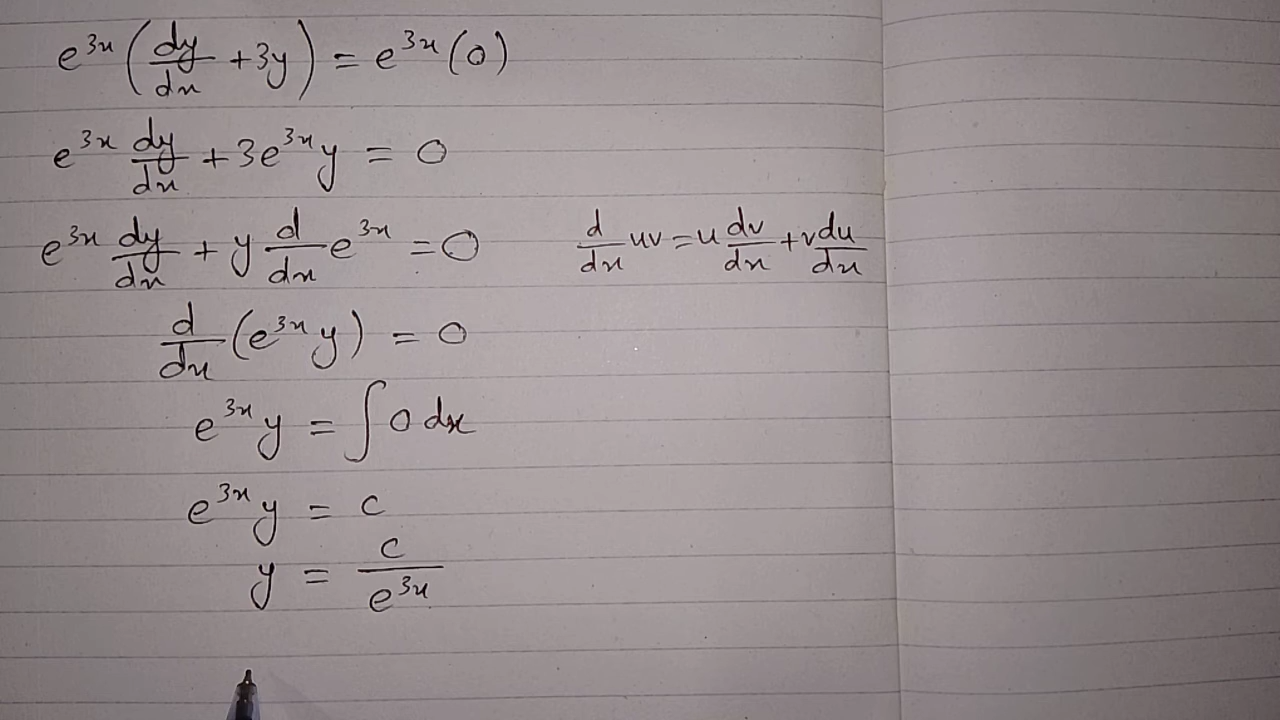 e^{3x} (dy/dx + 3y) = e^{3x} (0)
e^{3x} dy/dx + 3e^{3x} y = 0
e^{3x} dy/dx + y d/dx e^{3x} = 0    d/dx uv = u dv/dx + v du/dx
d/dx (e^{3x} y) = 0
e^{3x} y = ∫ 0 dx
e^{3x} y = c
y = c/e^{3x}